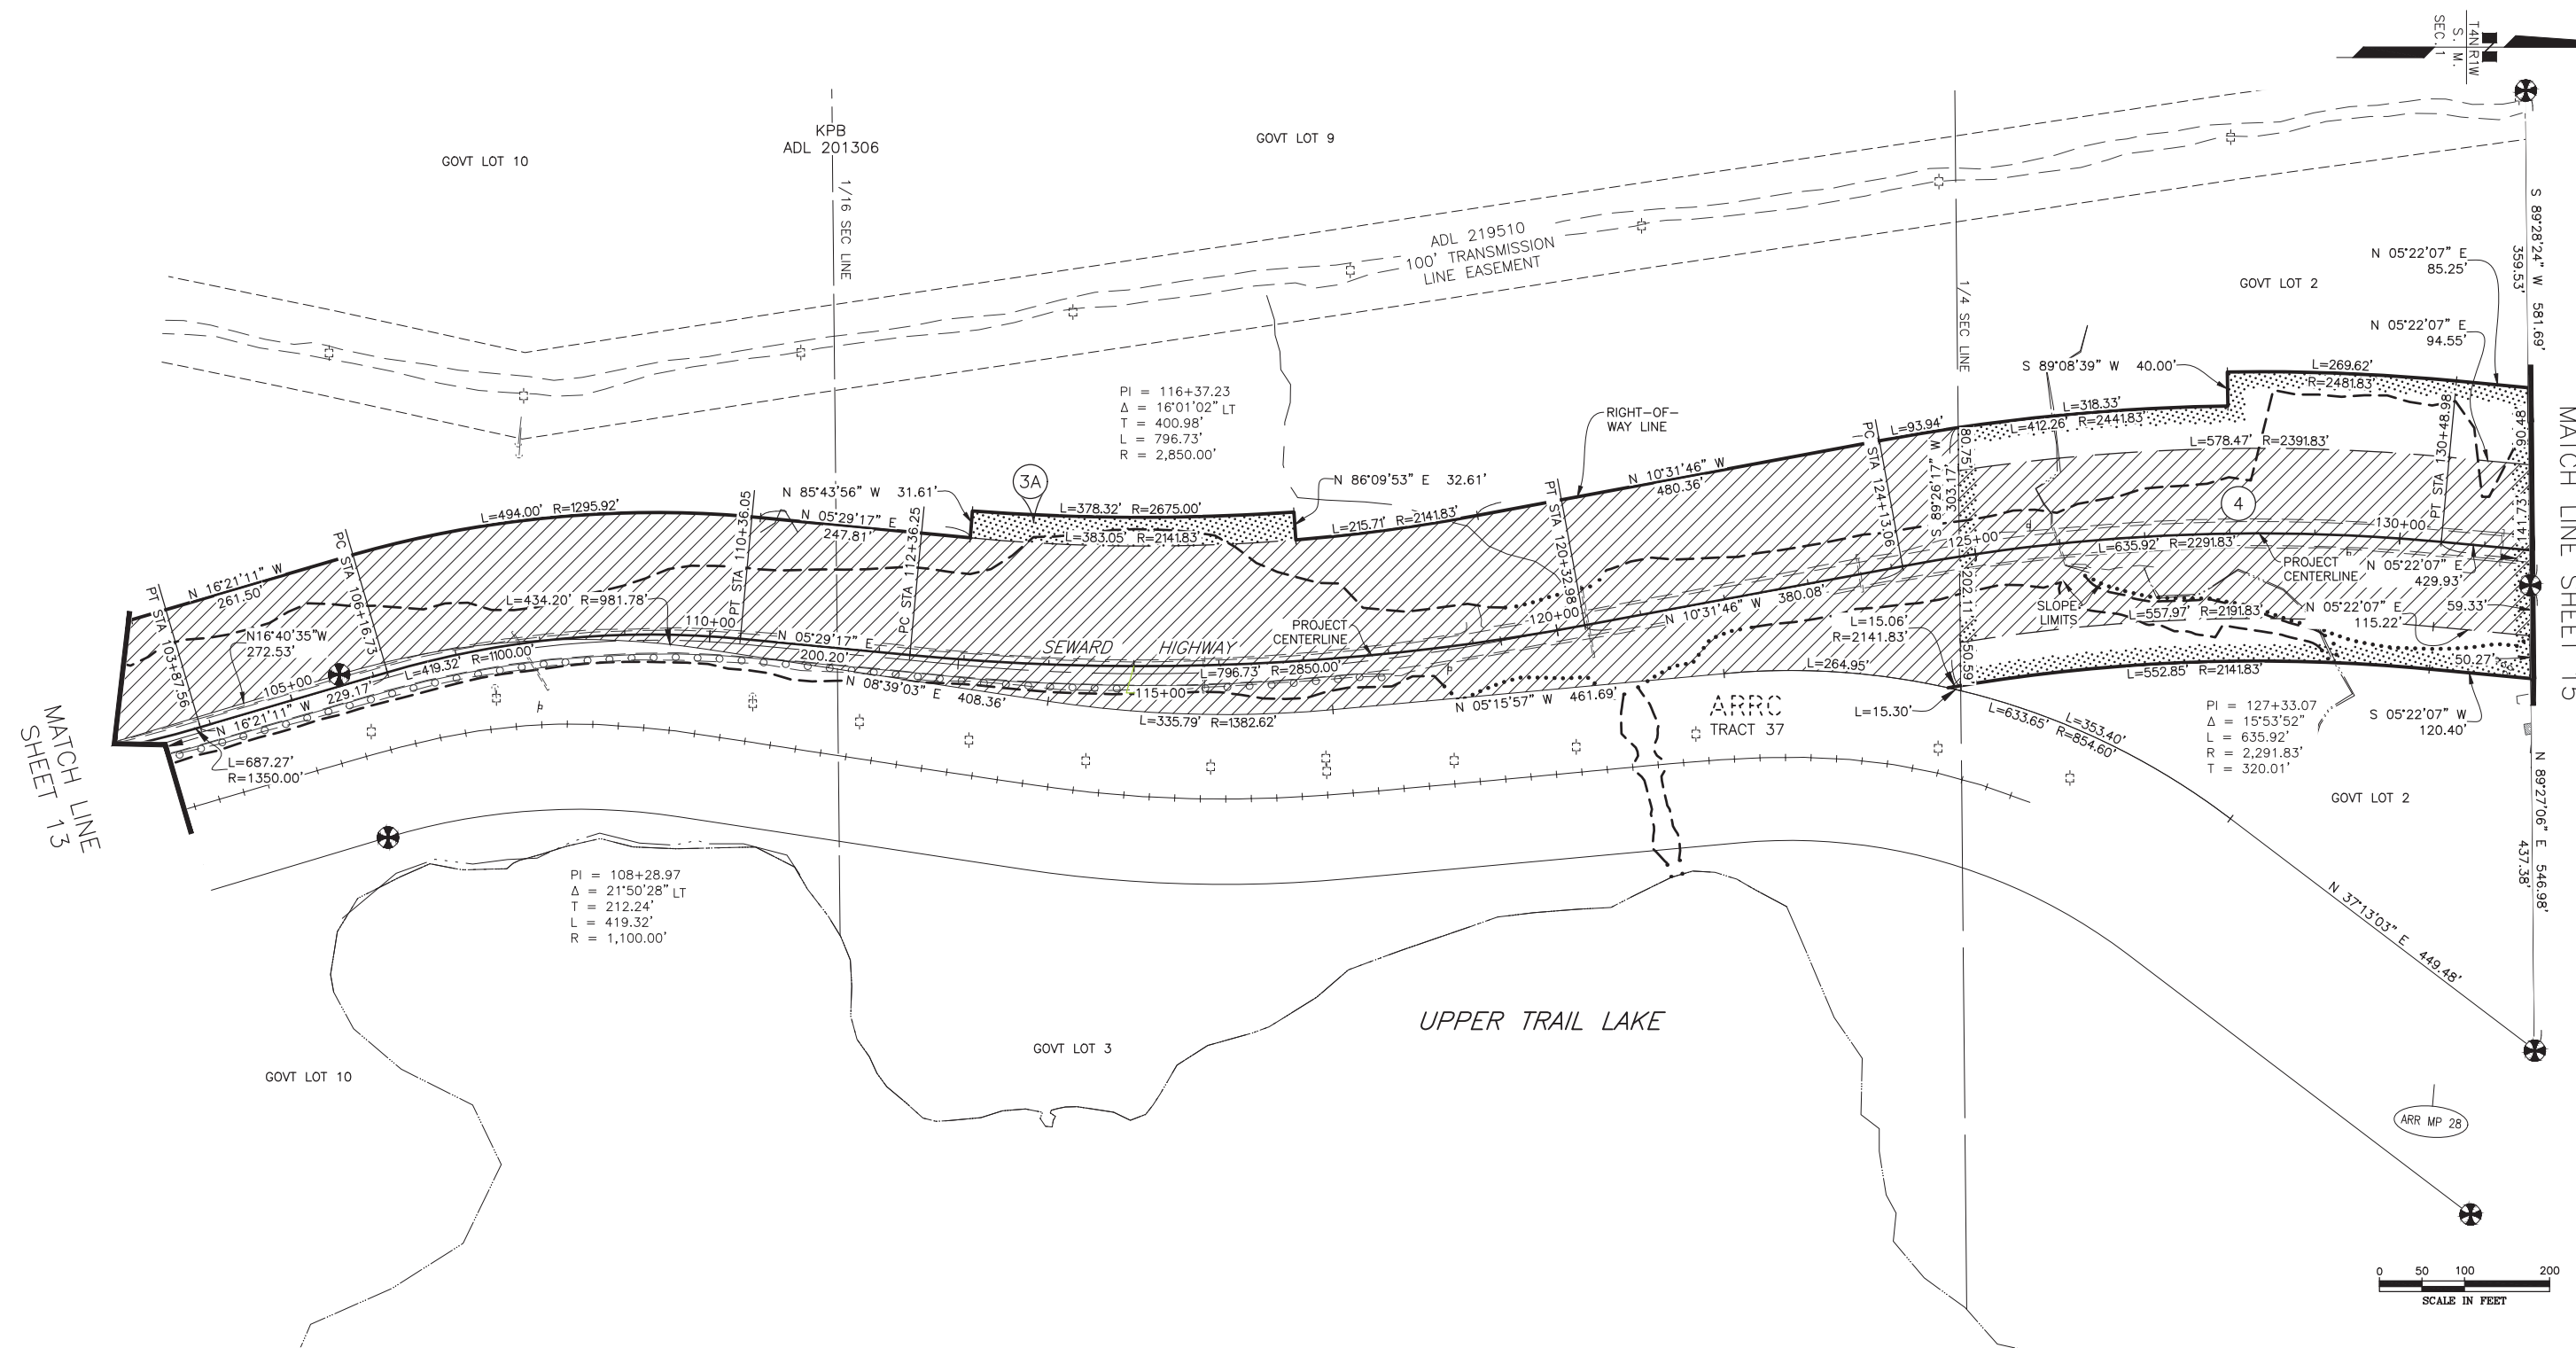 T4N R1W
S. M.
SEC. 1
N
GOVT LOT 10
KPB
ADL 201306
1/16 SEC LINE
GOVT LOT 9
ADL 219510
100' TRANSMISSION
LINE EASEMENT
1/4 SEC LINE
GOVT LOT 2
S 89°28'24" W 581.69'
359.53'
N 05°22'07" E
85.25'
N 05°22'07" E
94.55'
S 89°08'39" W 40.00'
L=269.62'
R=2481.83'
L=318.33'
L=412.26' R=2441.83'
L=93.94'
L=578.47' R=2391.83'
PT STA 130+48.98
MATCH LINE SHEET 15
PI = 116+37.23
Δ = 16°01'02" LT
T = 400.98'
L = 796.73'
R = 2,850.00'
RIGHT-OF-
WAY LINE
3A
N 85°43'56" W 31.61'
N 86°09'53" E 32.61'
L=378.32' R=2675.00'
L=383.05' R=2141.83'
L=215.71' R=2141.83'
N 10°31'46" W
480.36'
PC STA 124+13.06
80.75'
S 89°26'17" W
303.17'
202.11'
50.59'
4
141.73'
L=494.00' R=1295.92'
PT STA 110+36.05
N 05°29'17" E
247.81'
PC STA 112+36.25
PT STA 120+32.98
N 16°21'11" W
261.50'
PC STA 106+16.73
PT STA 103+87.56
N16°40'35"W
272.53'
L=434.20' R=981.78'
110+00
N 05°29'17" E
200.20'
SEWARD HIGHWAY
PROJECT
CENTERLINE
120+00
125+00
130+00
L=635.92' R=2291.83'
PROJECT
CENTERLINE
N 05°22'07" E
429.93'
N 10°31'46" W 380.08'
SLOPE
LIMITS
L=557.97' R=2191.83'
N 05°22'07" E
115.22'
59.33'
50.27'
105+00
L=419.32' R=1100.00'
N 16°21'11" W 229.17'
N 08°39'03" E 408.36'
L=796.73' R=2850.00'
115+00
L=335.79' R=1382.62'
N 05°15'57" W 461.69'
L=15.06'
R=2141.83'
L=264.95'
L=15.30'
L=552.85' R=2141.83'
S 05°22'07" W
120.40'
L=687.27'
R=1350.00'
MATCH LINE
SHEET 13
ARRC
TRACT 37
L=353.40'
L=633.65' R=854.60'
PI = 127+33.07
Δ = 15°53'52"
L = 635.92'
R = 2,291.83'
T = 320.01'
GOVT LOT 2
N 89°27'06" E 546.98'
437.38'
PI = 108+28.97
Δ = 21°50'28" LT
T = 212.24'
L = 419.32'
R = 1,100.00'
N 37°13'03" E 449.48'
UPPER TRAIL LAKE
GOVT LOT 3
GOVT LOT 10
ARR MP 28
0 50 100 200
SCALE IN FEET